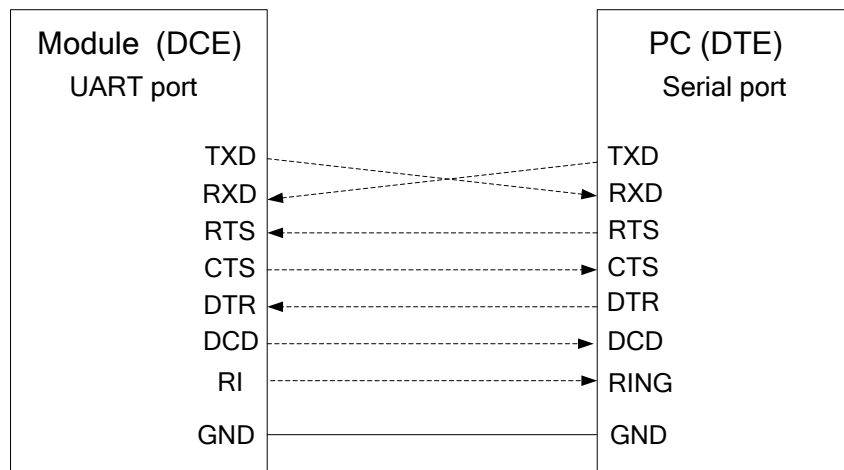 Module (DCE)
UART port
TXD
RXD
RTS
CTS
DTR
DCD
RI
GND
PC (DTE)
Serial port
TXD
RXD
RTS
CTS
DTR
DCD
RING
GND